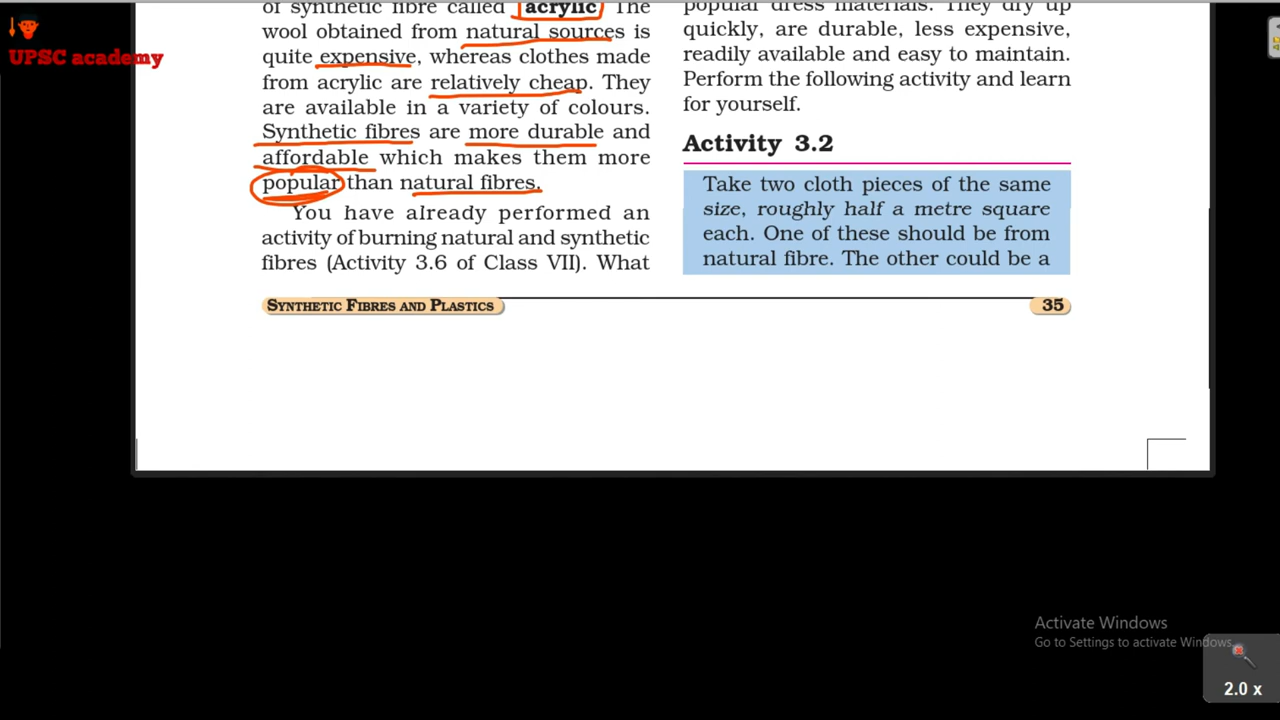 UPSC academy
of synthetic fibre called acrylic The
wool obtained from natural sources is
quite expensive, whereas clothes made
from acrylic are relatively cheap. They
are available in a variety of colours.
Synthetic fibres are more durable and
affordable which makes them more
popular than natural fibres.
You have already performed an
activity of burning natural and synthetic
fibres (Activity 3.6 of Class VII). What
popular dress materials. They dry up
quickly, are durable, less expensive,
readily available and easy to maintain.
Perform the following activity and learn
for yourself.
Activity 3.2
Take two cloth pieces of the same
size, roughly half a metre square
each. One of these should be from
natural fibre. The other could be a
SYNTHETIC FIBRES AND PLASTICS
35
Activate Windows
Go to Settings to activate Windows.
2.0 x